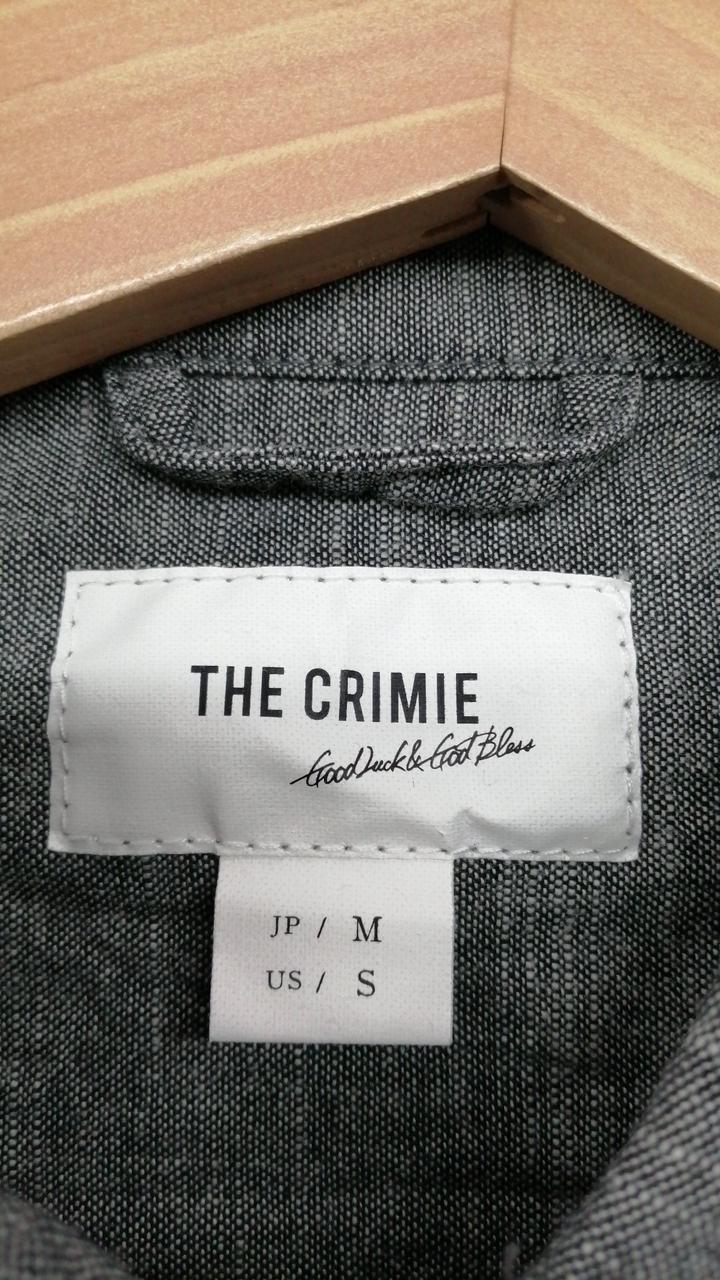 THE CRIMIE
Good Luck & God Bless
JP / M
US / S